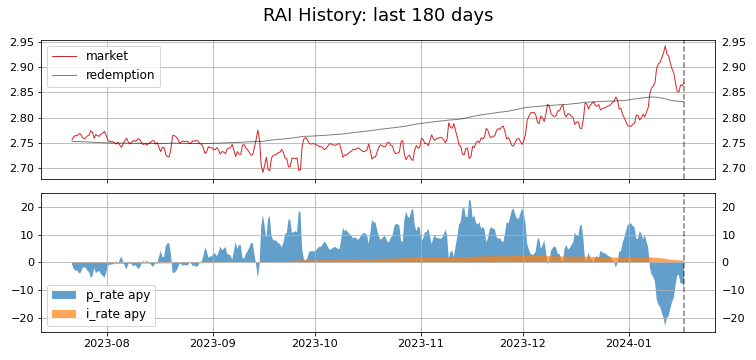 RAI History: last 180 days
2.95 2.95
market
2.90 2.90
redemption
2.85 2.85
2.80 2.80
2.75 2.75
2.70 2.70
20 20
10 10
0 0
−10 −10
p_rate apy
i_rate apy
−20 −20
2023-08 2023-09 2023-10 2023-11 2023-12 2024-01